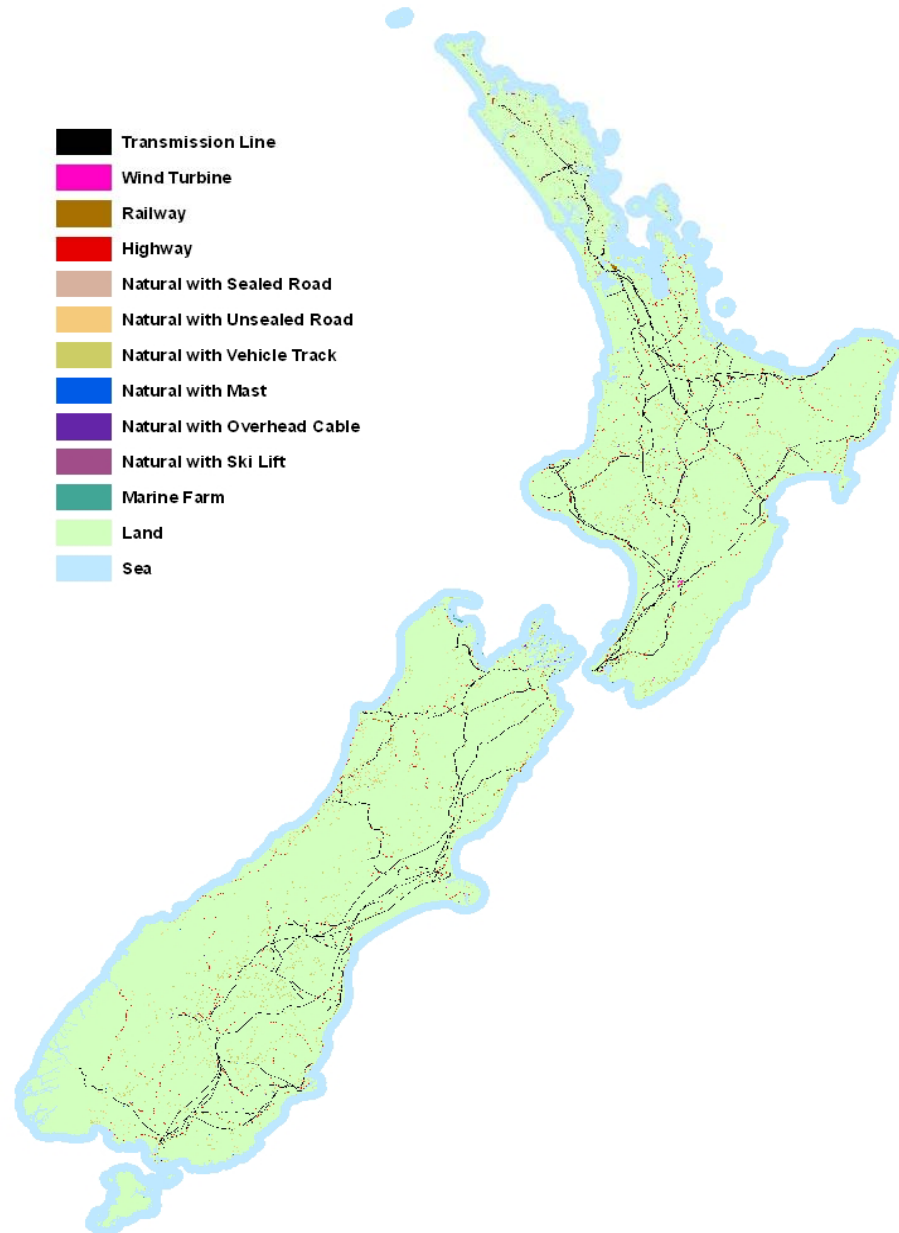 Transmission Line
Wind Turbine
Railway
Highway
Natural with Sealed Road
Natural with Unsealed Road
Natural with Vehicle Track
Natural with Mast
Natural with Overhead Cable
Natural with Ski Lift
Marine Farm
Land
Sea